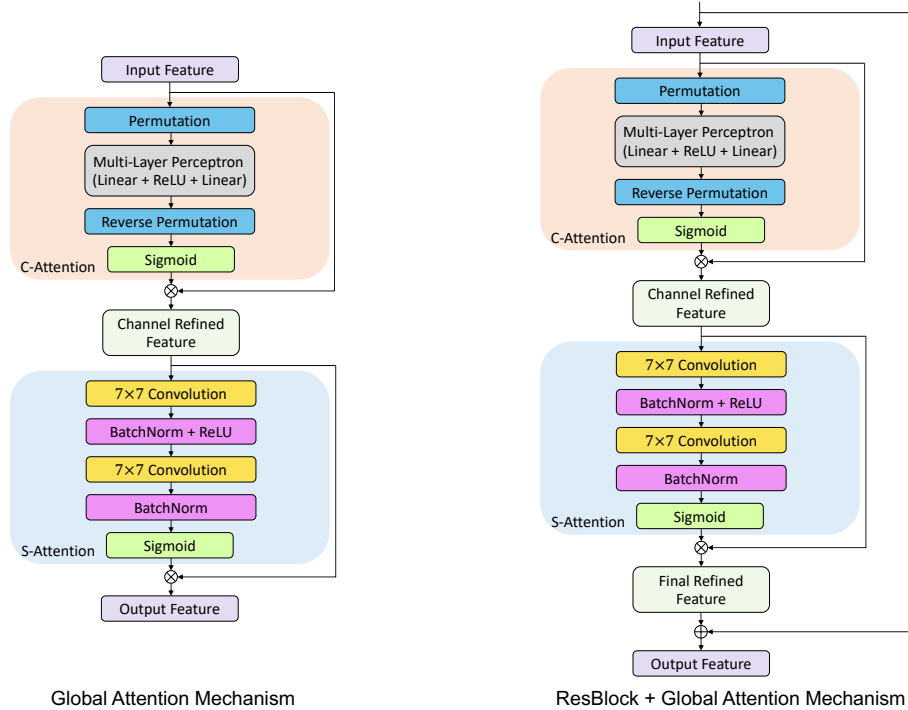 Input Feature
Permutation
Multi-Layer Perceptron
(Linear + ReLU + Linear)
Reverse Permutation
Sigmoid
C-Attention
Channel Refined
Feature
7×7 Convolution
BatchNorm + ReLU
7×7 Convolution
BatchNorm
Sigmoid
S-Attention
Output Feature
Global Attention Mechanism
Input Feature
Permutation
Multi-Layer Perceptron
(Linear + ReLU + Linear)
Reverse Permutation
Sigmoid
C-Attention
Channel Refined
Feature
7×7 Convolution
BatchNorm + ReLU
7×7 Convolution
BatchNorm
Sigmoid
S-Attention
Final Refined
Feature
Output Feature
ResBlock + Global Attention Mechanism